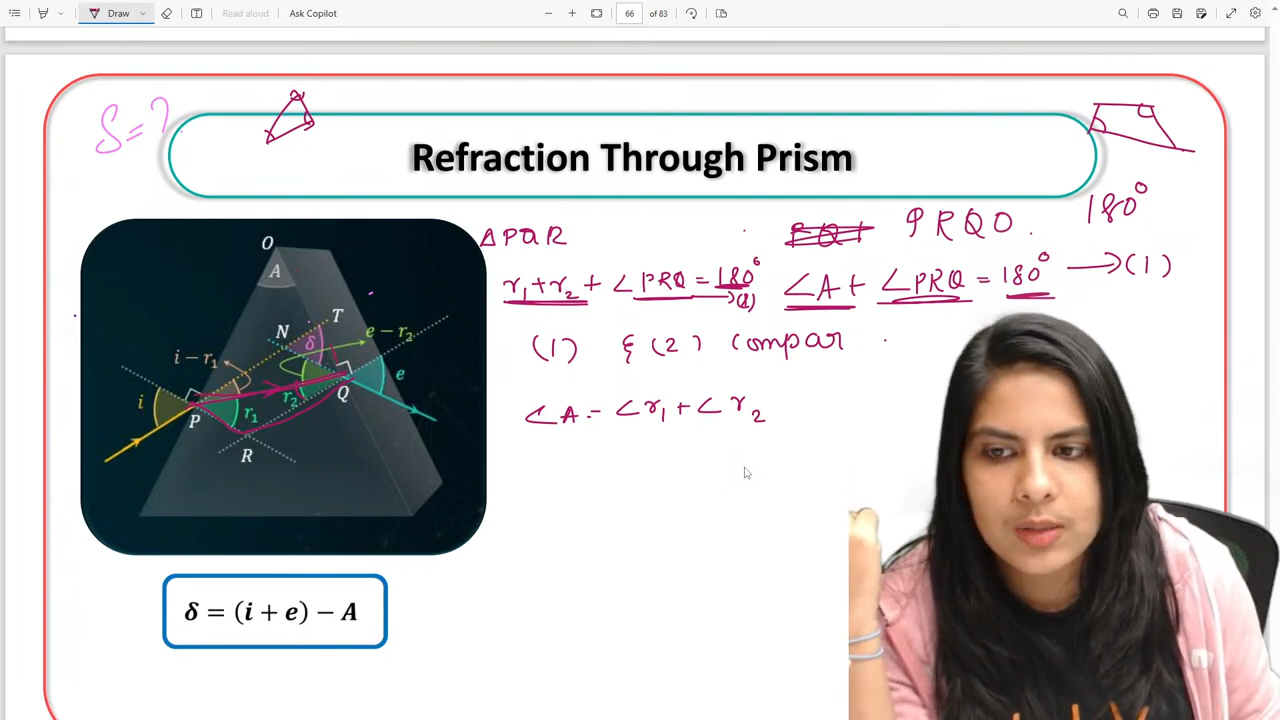 Draw
Read aloud
Ask Copilot
66 of 83
δ = ?
Refraction Through Prism
180°
Δ PQR
PRQO
r₁ + r₂ + ∠PRQ = 180°
→(2)
∠A + ∠PRQ = 180° →(1)
(1) & (2) compar
∠A = ∠r₁ + ∠r₂
O
A
N
T
δ
e − r₂
i − r₁
i
e
r₂
r₁
P
Q
R
δ = (i + e) − A